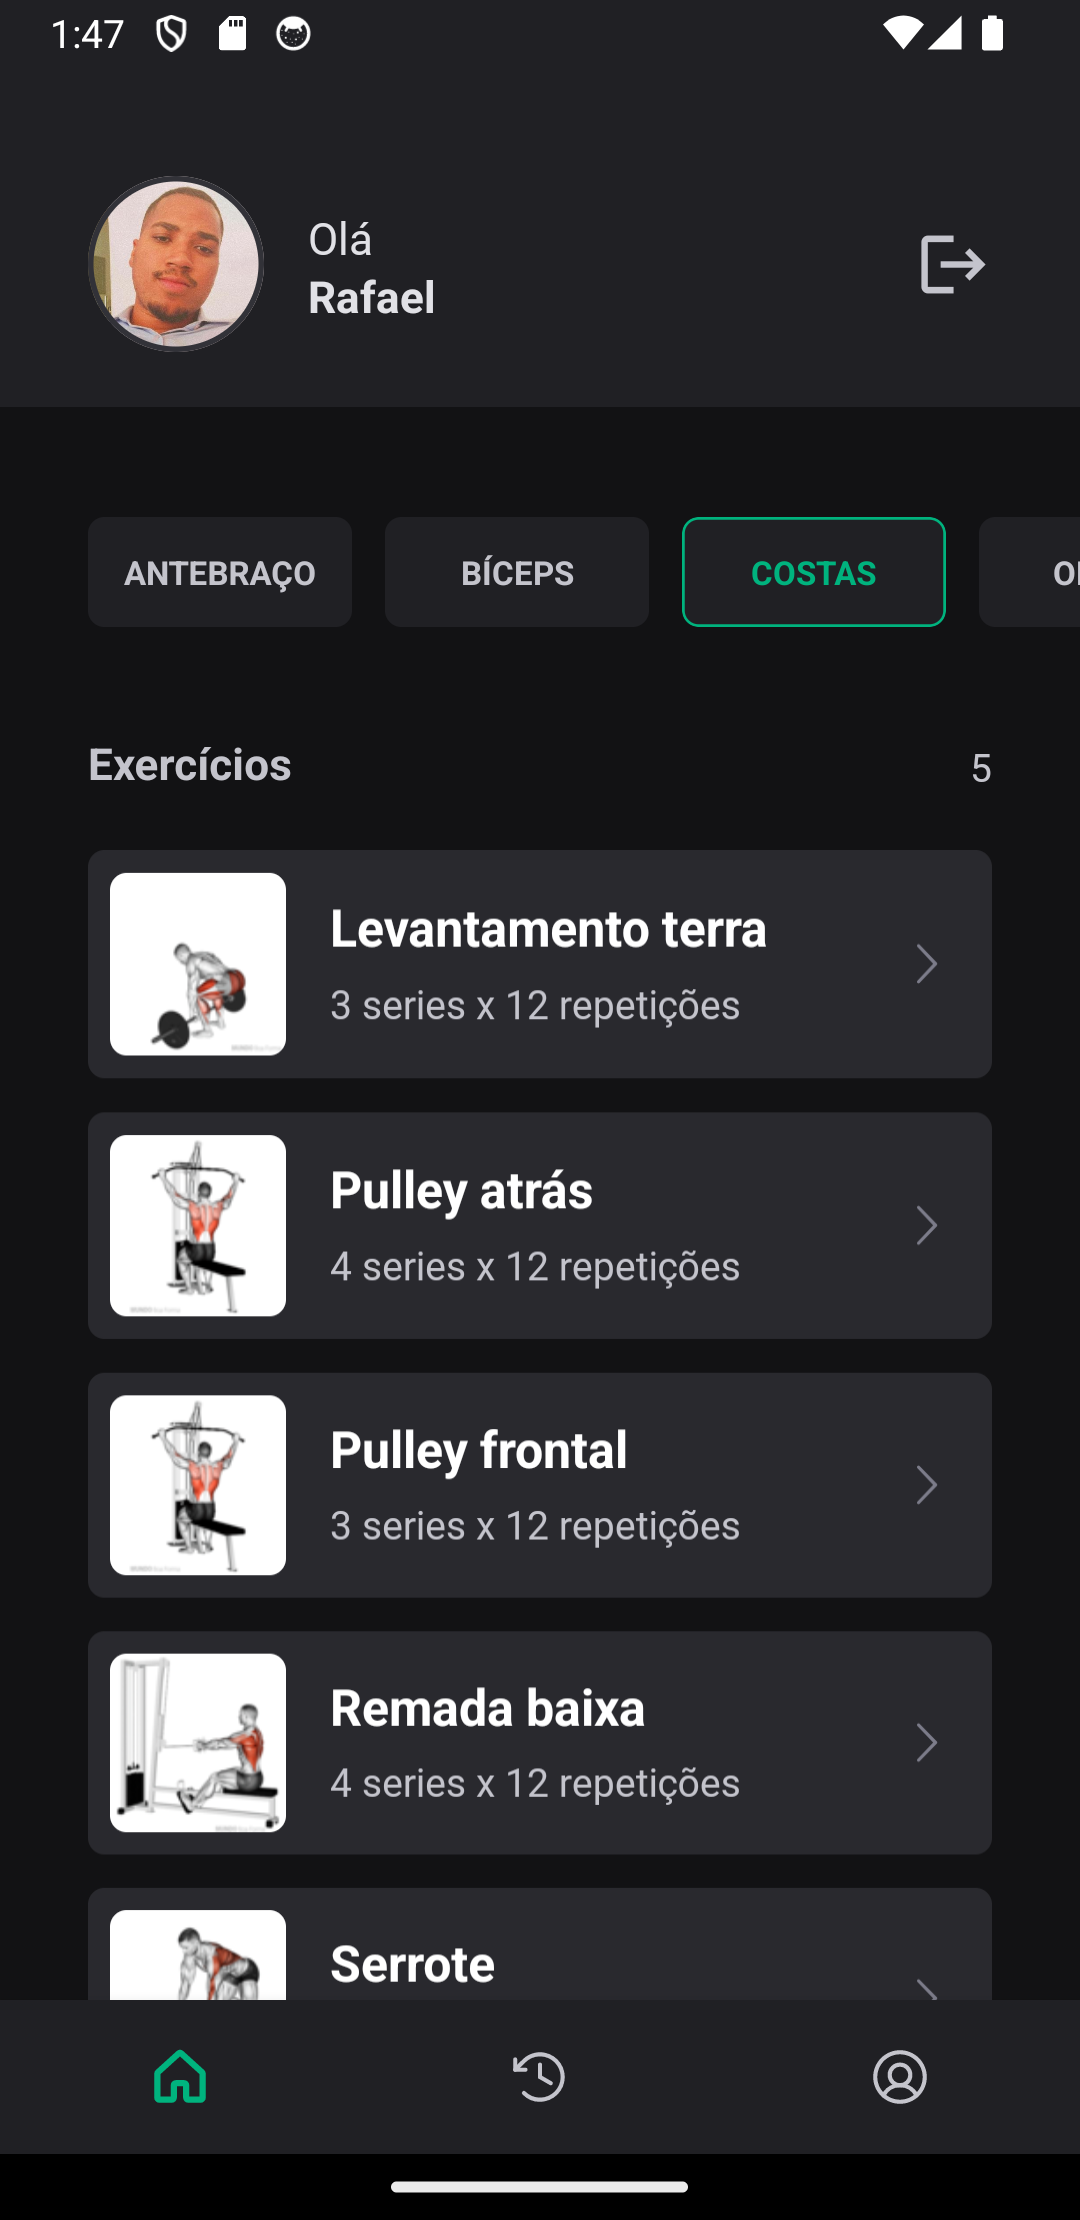 1:47
Olá
Rafael
ANTEBRAÇO BÍCEPS COSTAS
Exercícios 5
Levantamento terra
3 series x 12 repetições
Pulley atrás
4 series x 12 repetições
Pulley frontal
3 series x 12 repetições
Remada baixa
4 series x 12 repetições
Serrote